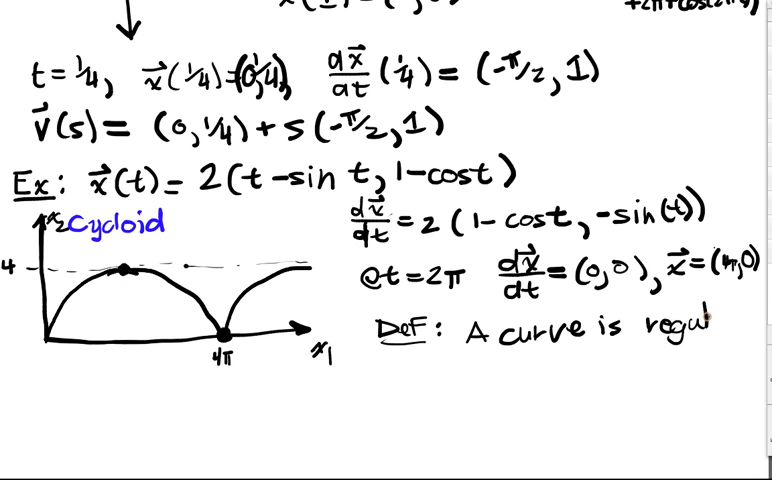 t = 1/4, x⃗(1/4) = (0,1/4), dx⃗/dt (1/4) = (-π/2, 1)
v⃗(s) = (0, 1/4) + s(-π/2, 1)
Ex: x⃗(t) = 2(t - sin t, 1 - cos t)
x₂ Cycloid
dx⃗/dt = 2 (1 - cos t, -sin(t))
4
@ t = 2π dx⃗/dt = (0, 0), x⃗ = (4π, 0)
DeF: A curve is regul
4π x₁